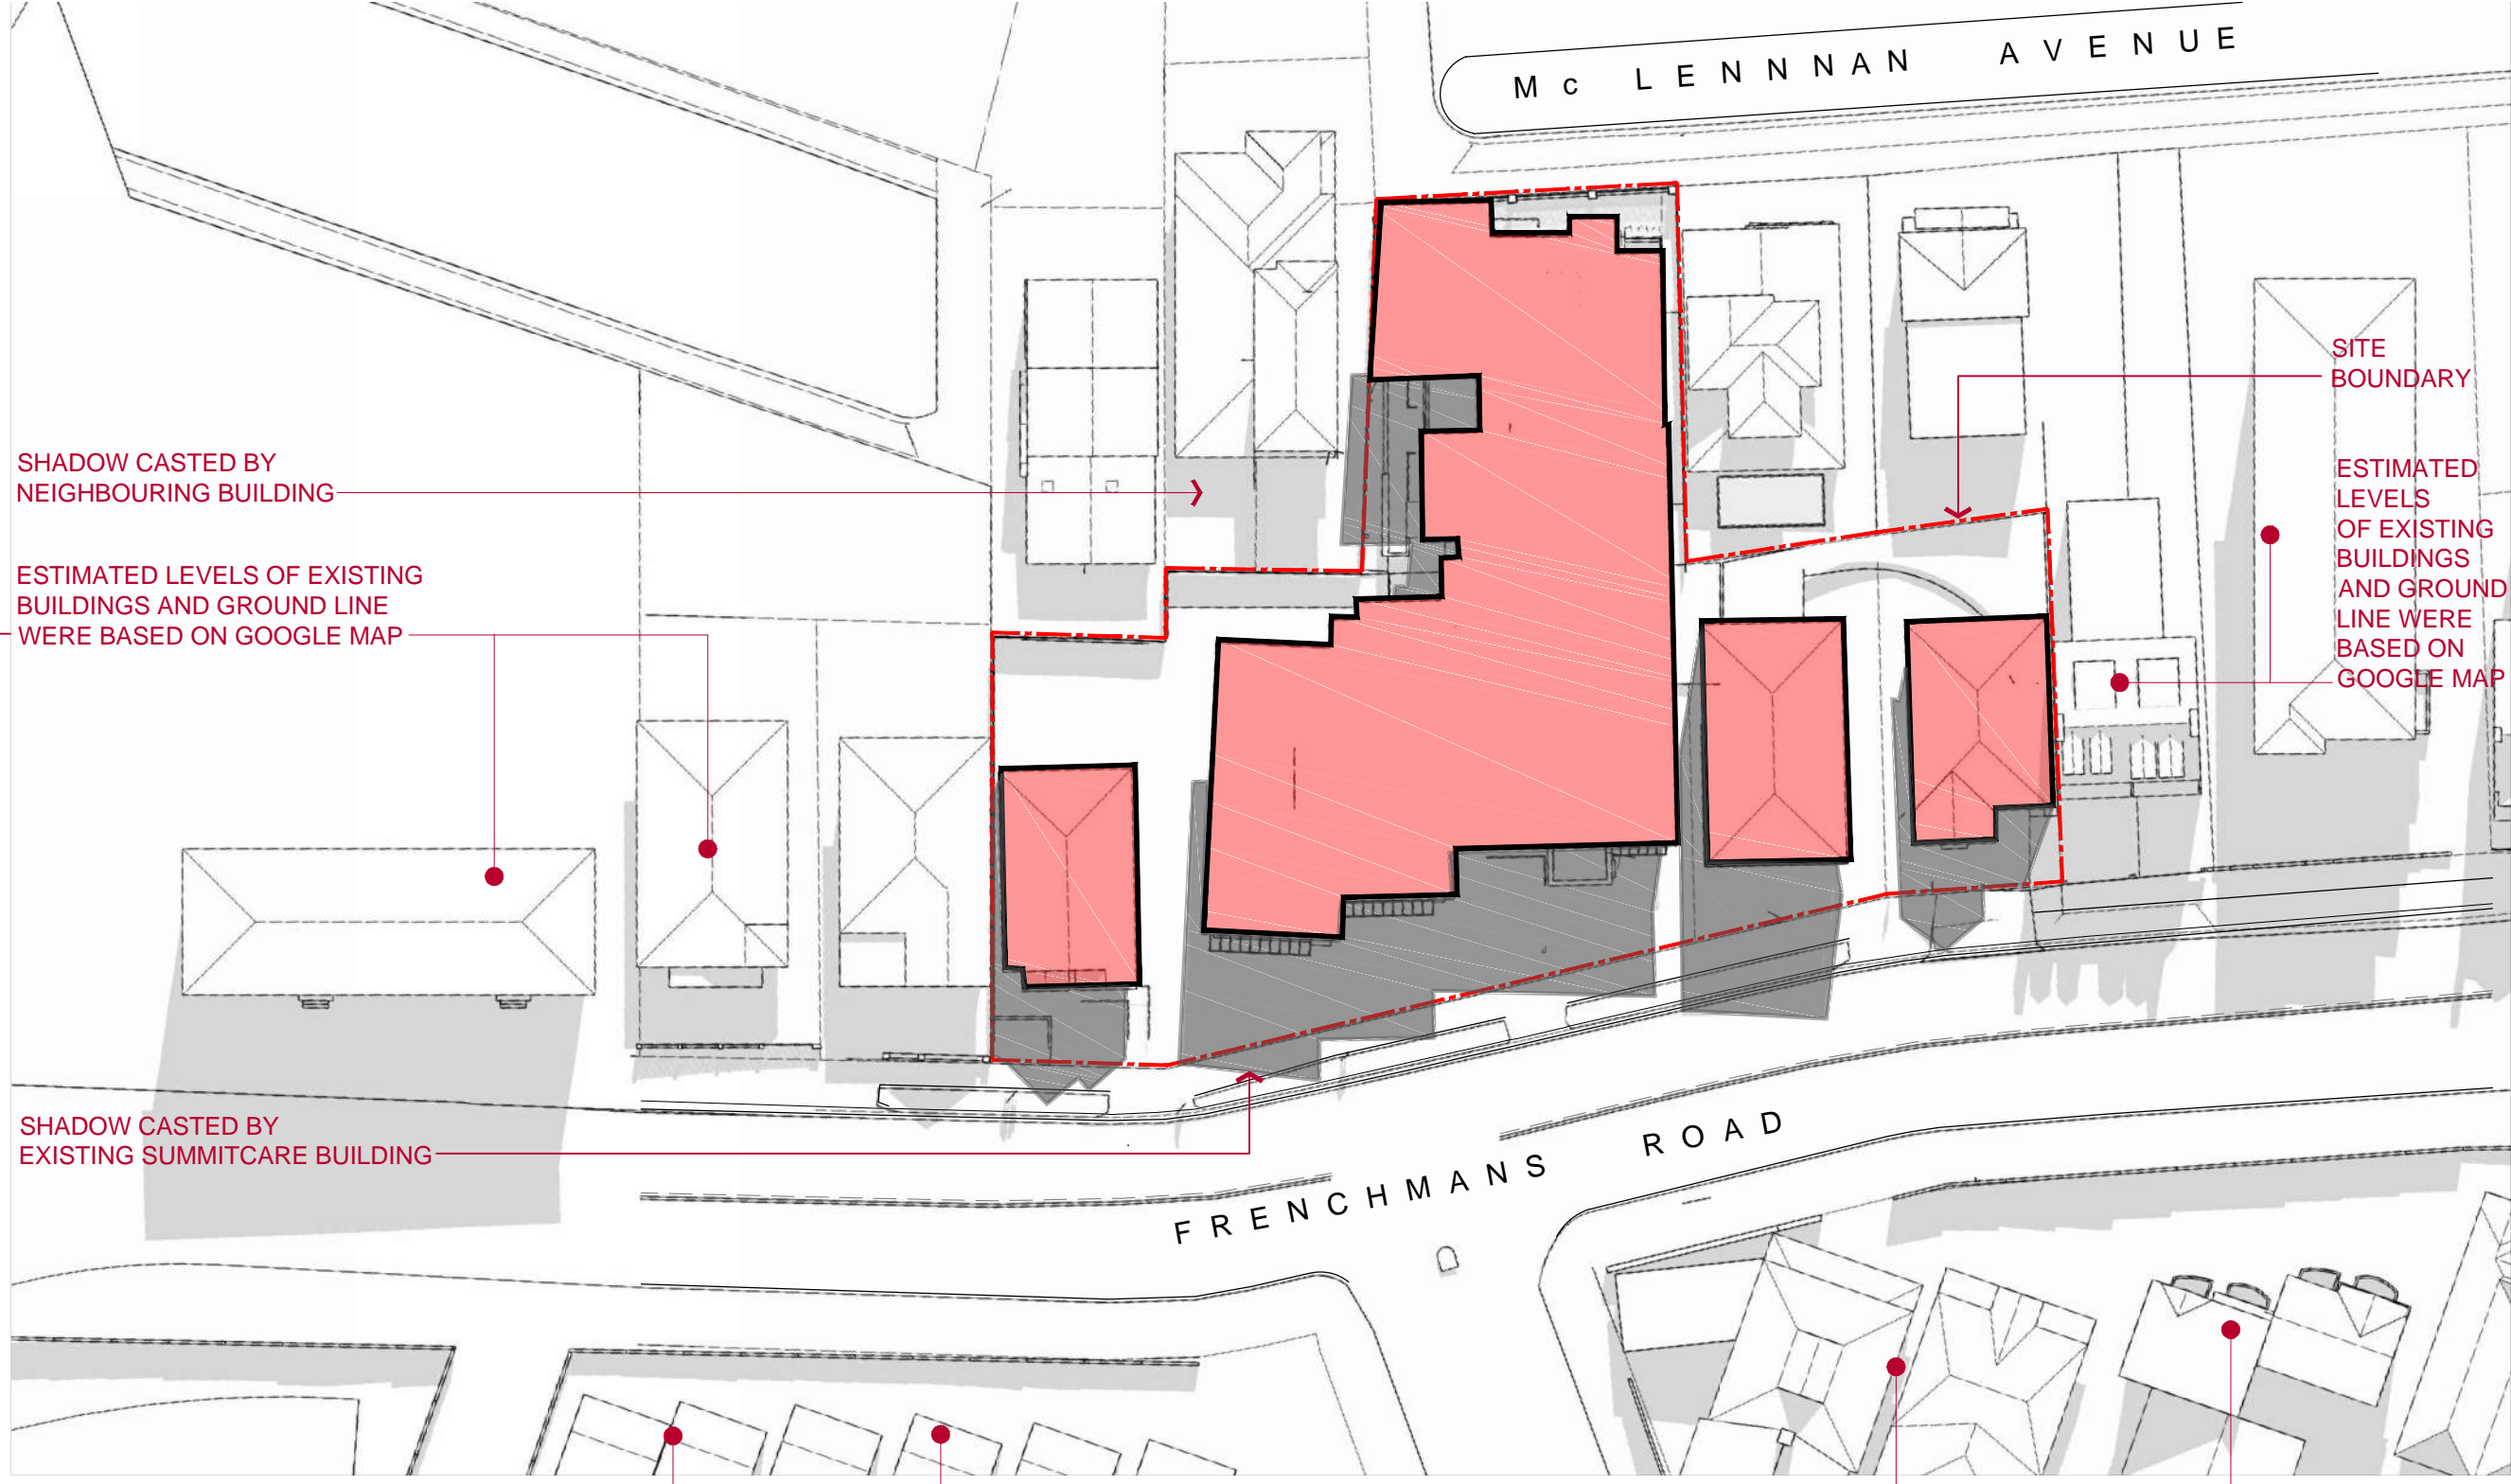 Mc LENNNAN AVENUE
SITE
BOUNDARY
SHADOW CASTED BY
NEIGHBOURING BUILDING
ESTIMATED
LEVELS
OF EXISTING
BUILDINGS
AND GROUND
LINE WERE
BASED ON
GOOGLE MAP
ESTIMATED LEVELS OF EXISTING
BUILDINGS AND GROUND LINE
WERE BASED ON GOOGLE MAP
SHADOW CASTED BY
EXISTING SUMMITCARE BUILDING
FRENCHMANS ROAD